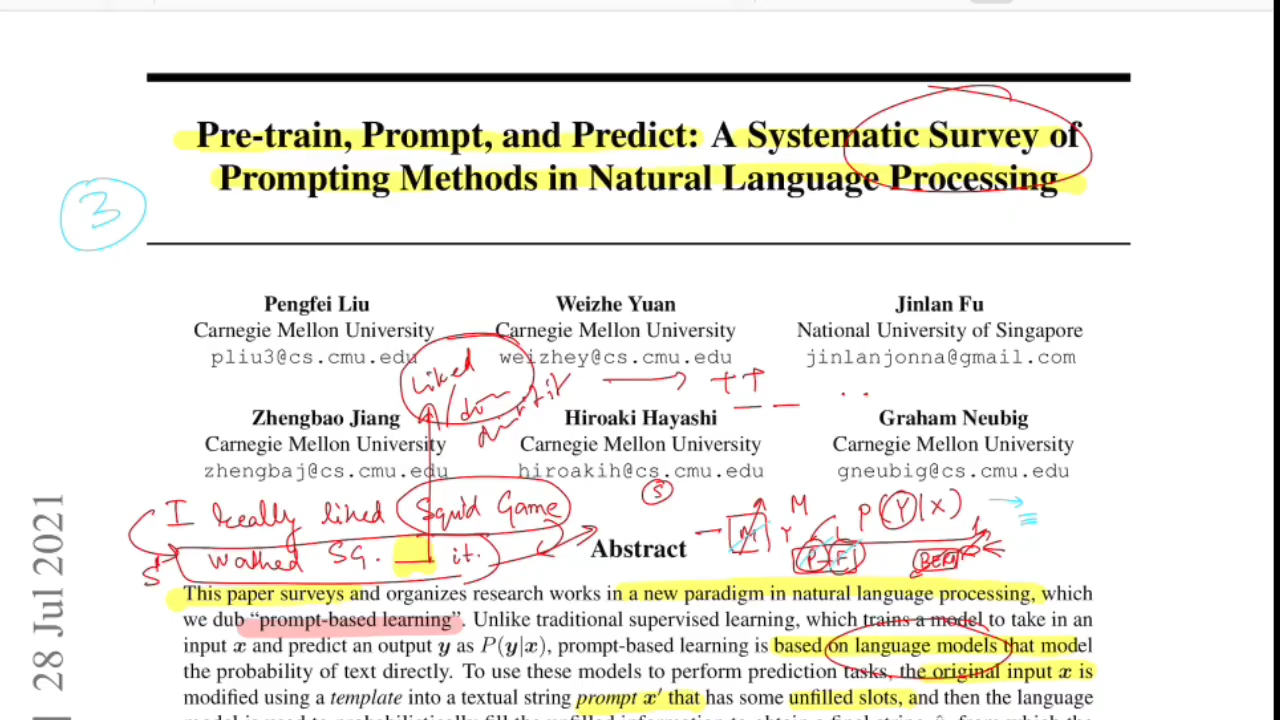 Pre-train, Prompt, and Predict: A Systematic Survey of
Prompting Methods in Natural Language Processing
3
Pengfei Liu Weizhe Yuan Jinlan Fu
Carnegie Mellon University Carnegie Mellon University National University of Singapore
pliu3@cs.cmu.edu weizhey@cs.cmu.edu jinlanjonna@gmail.com
Liked
++
Zhengbao Jiang Hiroaki Hayashi Graham Neubig
Carnegie Mellon University Carnegie Mellon University Carnegie Mellon University
zhengbaj@cs.cmu.edu hiroakih@cs.cmu.edu gneubig@cs.cmu.edu
I really liked Squid Game
S M P(Y|X)
watched SG. __ it.
M Y P F BERT
S'
Abstract
This paper surveys and organizes research works in a new paradigm in natural language processing, which
we dub “prompt-based learning”. Unlike traditional supervised learning, which trains a model to take in an
input x and predict an output y as P(y|x), prompt-based learning is based on language models that model
the probability of text directly. To use these models to perform prediction tasks, the original input x is
modified using a template into a textual string prompt x′ that has some unfilled slots, and then the language
28 Jul 2021